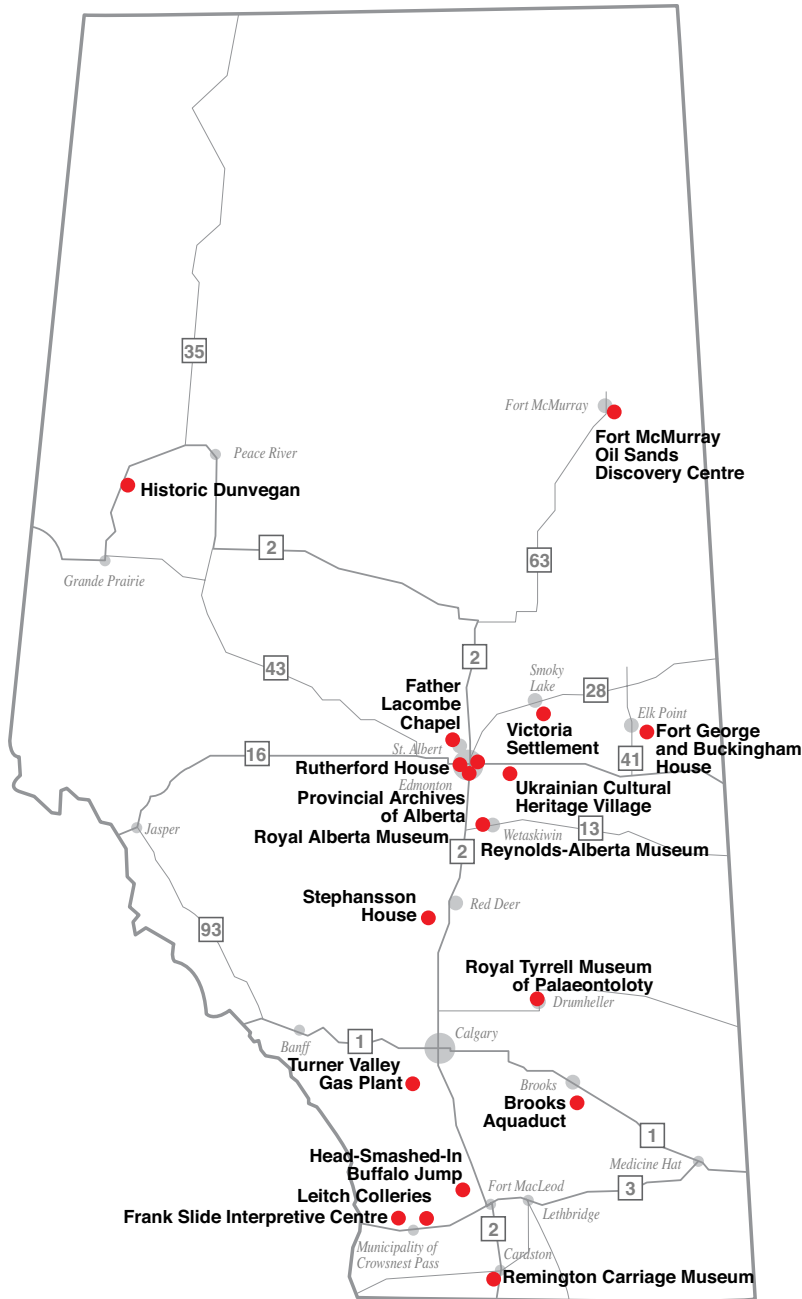 35
Fort McMurray
Fort McMurray
Oil Sands
Discovery Centre
Peace River
Historic Dunvegan
2
63
Grande Prairie
43
2
Smoky
Lake
28
Father
Lacombe
Chapel
Elk Point
Victoria
Settlement
Fort George
and Buckingham
House
St. Albert
16
41
Rutherford House
Edmonton
Ukrainian Cultural
Heritage Village
Provincial Archives
of Alberta
Jasper
Royal Alberta Museum
Wetaskiwin
13
2
Reynolds-Alberta Museum
Stephansson
House
Red Deer
93
Royal Tyrrell Museum
of Palaeontoloty
Drumheller
Calgary
Banff
1
Turner Valley
Gas Plant
Brooks
Brooks
Aquaduct
1
Head-Smashed-In
Buffalo Jump
Medicine Hat
Fort MacLeod
3
Leitch Colleries
Lethbridge
Frank Slide Interpretive Centre
2
Municipality of
Crowsnest Pass
Cardston
Remington Carriage Museum